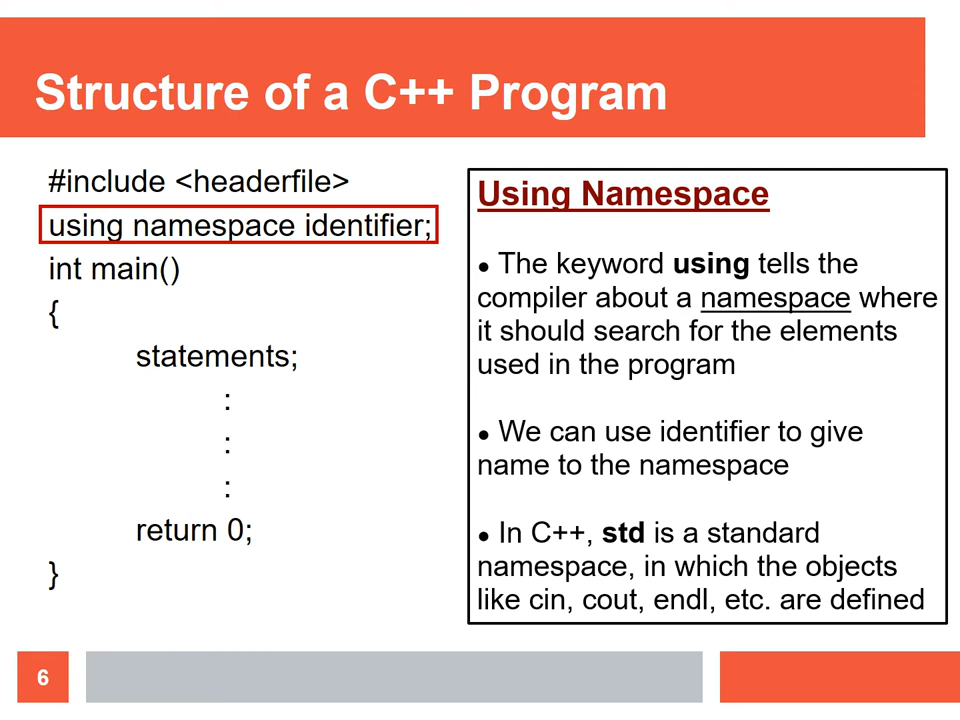 Structure of a C++ Program
#include <headerfile>
using namespace identifier;
int main()
{
statements;
:
:
:
return 0;
}
Using Namespace
● The keyword using tells the
compiler about a namespace where
it should search for the elements
used in the program
● We can use identifier to give
name to the namespace
● In C++, std is a standard
namespace, in which the objects
like cin, cout, endl, etc. are defined
6